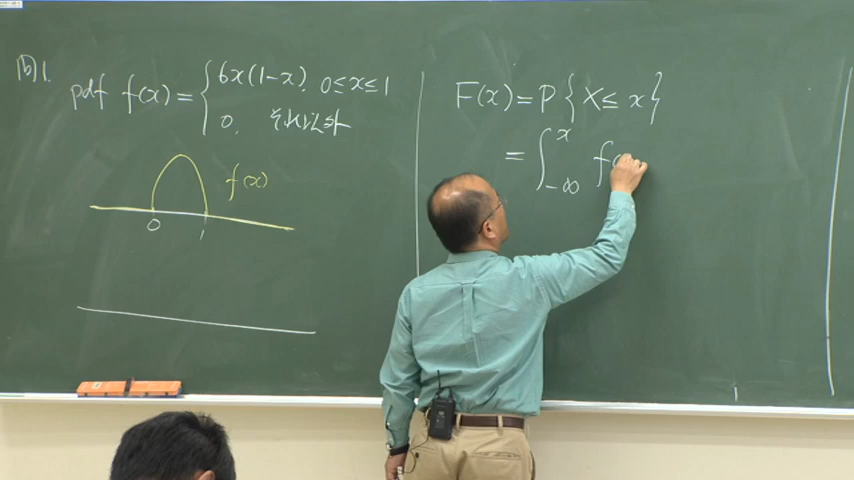 例1.
pdf f(x) = { 6x(1-x), 0≤x≤1
0, それ以外
f(x)
0 1
F(x) = P{X ≤ x}
= ∫_{-∞}^{x} f(